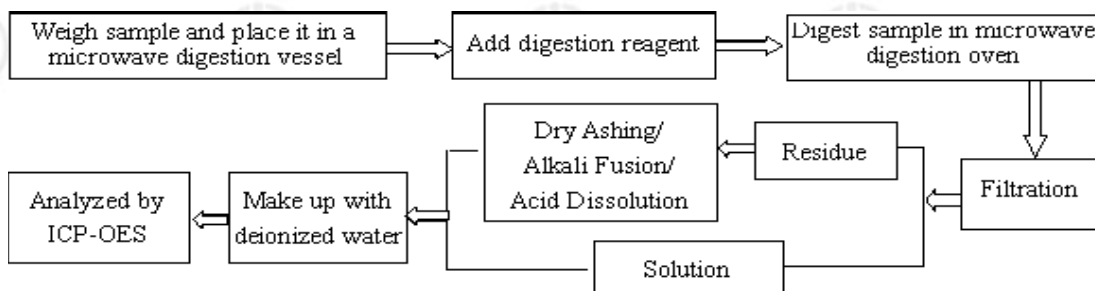 Weigh sample and place it in a
microwave digestion vessel
Add digestion reagent
Digest sample in microwave
digestion oven
Filtration
Residue
Dry Ashing/
Alkali Fusion/
Acid Dissolution
Solution
Make up with
deionized water
Analyzed by
ICP-OES